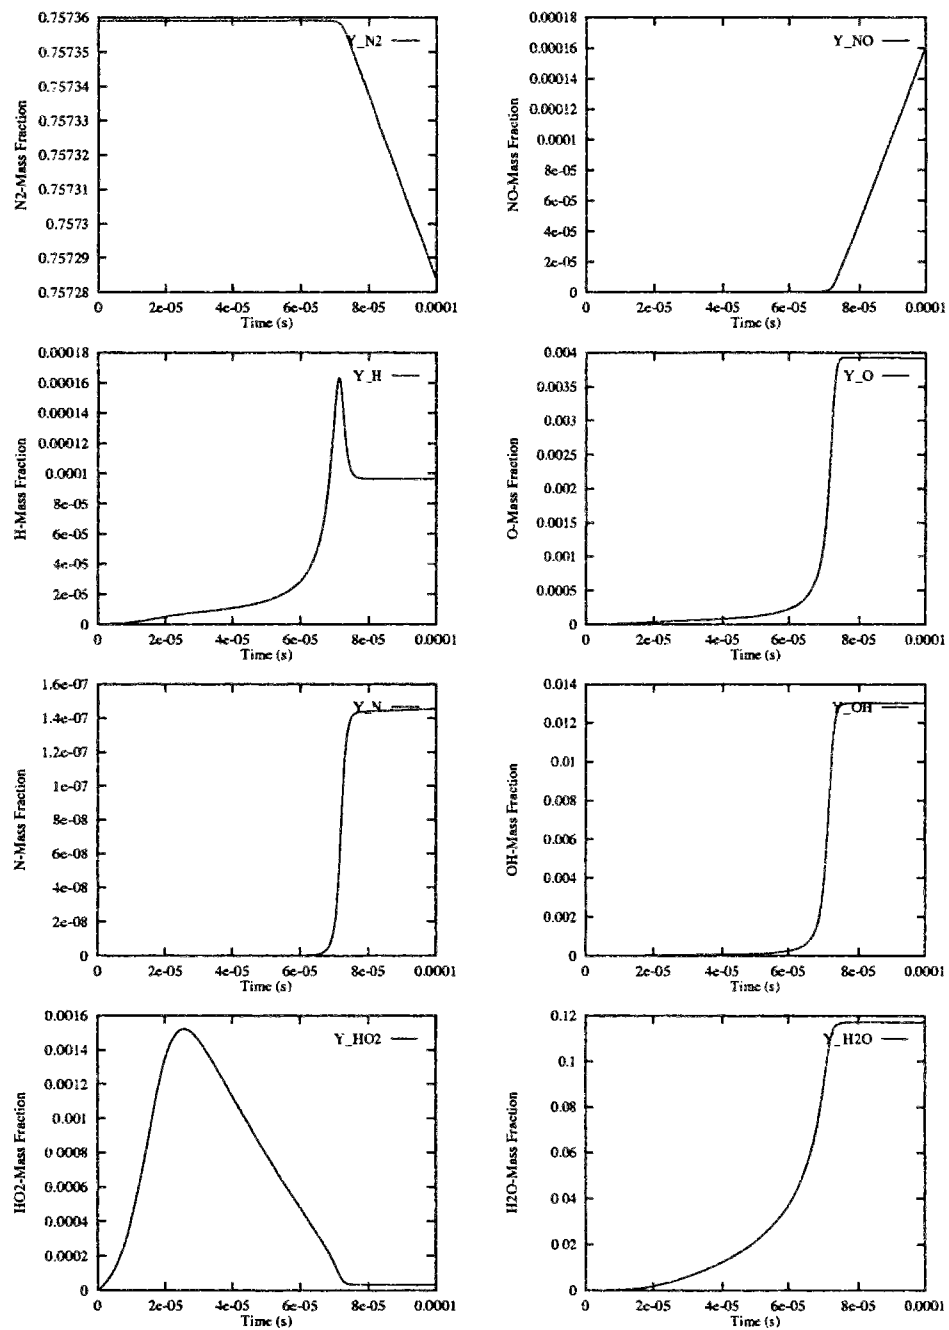 0.75736
0.75735
0.75734
0.75733
0.75732
0.75731
0.7573
0.75729
0.75728
N2-Mass Fraction
Y_N2
0 2e-05 4e-05 6e-05 8e-05 0.0001
Time (s)
0.00018
0.00016
0.00014
0.00012
0.0001
8e-05
6e-05
4e-05
2e-05
0
NO-Mass Fraction
Y_NO
0 2e-05 4e-05 6e-05 8e-05 0.0001
Time (s)
0.00018
0.00016
0.00014
0.00012
0.0001
8e-05
6e-05
4e-05
2e-05
0
H-Mass Fraction
Y_H
0 2e-05 4e-05 6e-05 8e-05 0.0001
Time (s)
0.004
0.0035
0.003
0.0025
0.002
0.0015
0.001
0.0005
0
O-Mass Fraction
Y_O
0 2e-05 4e-05 6e-05 8e-05 0.0001
Time (s)
1.6e-07
1.4e-07
1.2e-07
1e-07
8e-08
6e-08
4e-08
2e-08
0
N-Mass Fraction
Y_N
0 2e-05 4e-05 6e-05 8e-05 0.0001
Time (s)
0.014
0.012
0.01
0.008
0.006
0.004
0.002
0
OH-Mass Fraction
Y_OH
0 2e-05 4e-05 6e-05 8e-05 0.0001
Time (s)
0.0016
0.0014
0.0012
0.001
0.0008
0.0006
0.0004
0.0002
0
HO2-Mass Fraction
Y_HO2
0 2e-05 4e-05 6e-05 8e-05 0.0001
Time (s)
0.12
0.1
0.08
0.06
0.04
0.02
0
H2O-Mass Fraction
Y_H2O
0 2e-05 4e-05 6e-05 8e-05 0.0001
Time (s)